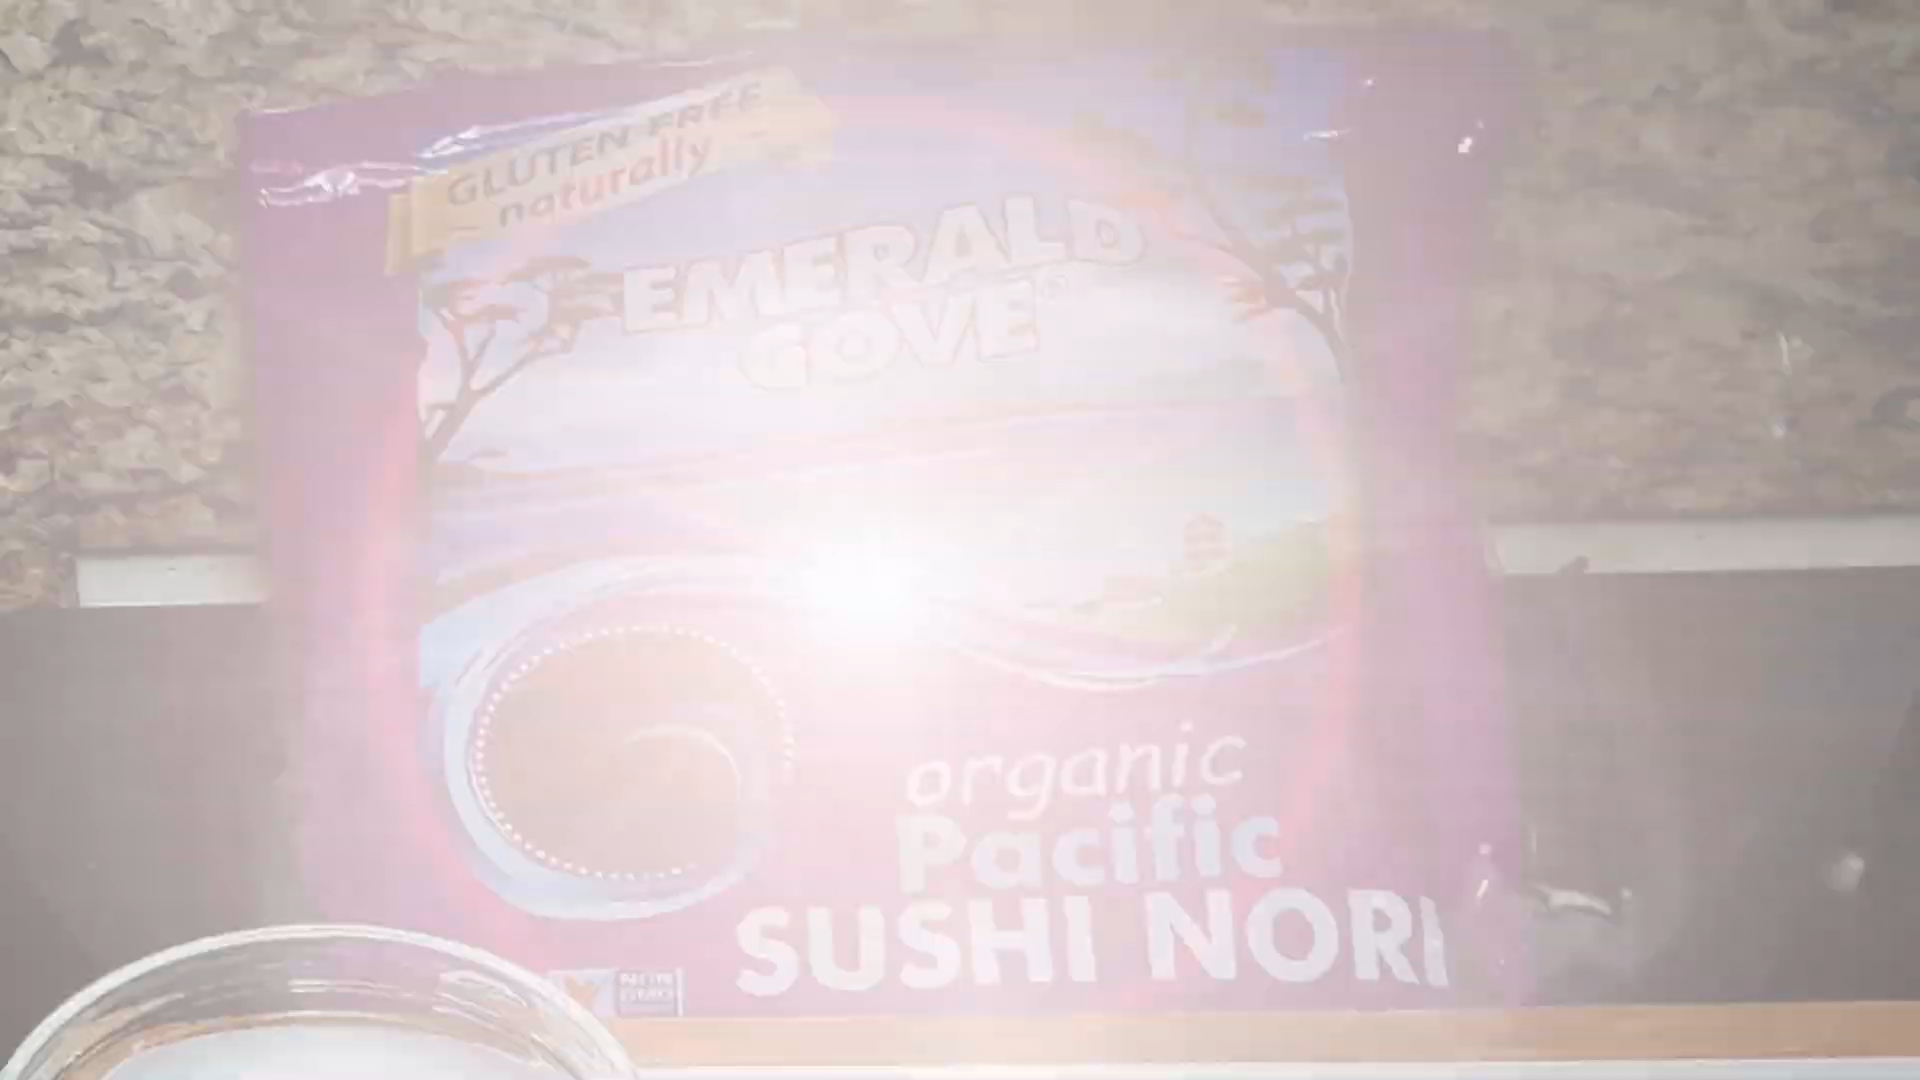 GLUTEN FREE
naturally
EMERALD
COVE®
organic
Pacific
SUSHI NORI